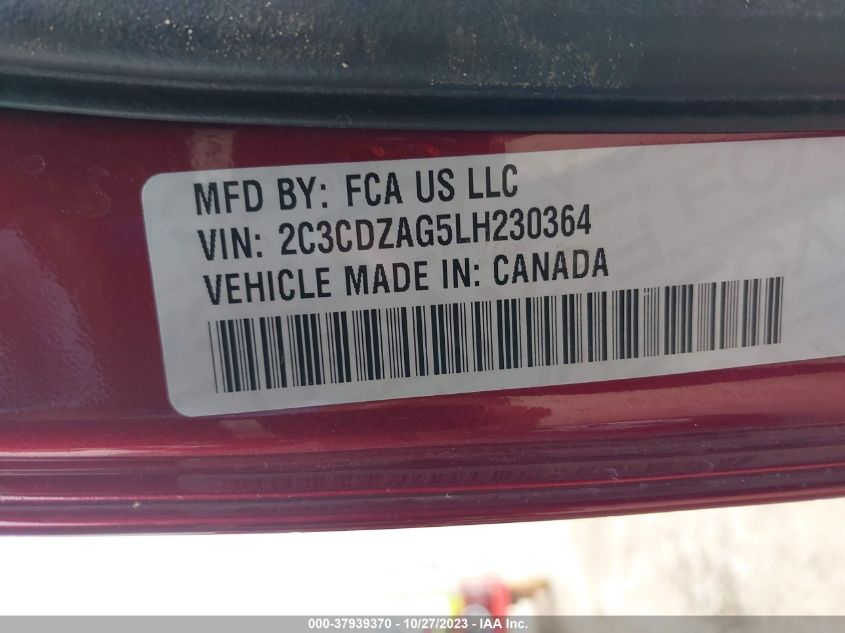 MFD BY: FCA US LLC
VIN: 2C3CDZAG5LH230364
VEHICLE MADE IN: CANADA
000-37939370 - 10/27/2023 - IAA Inc.